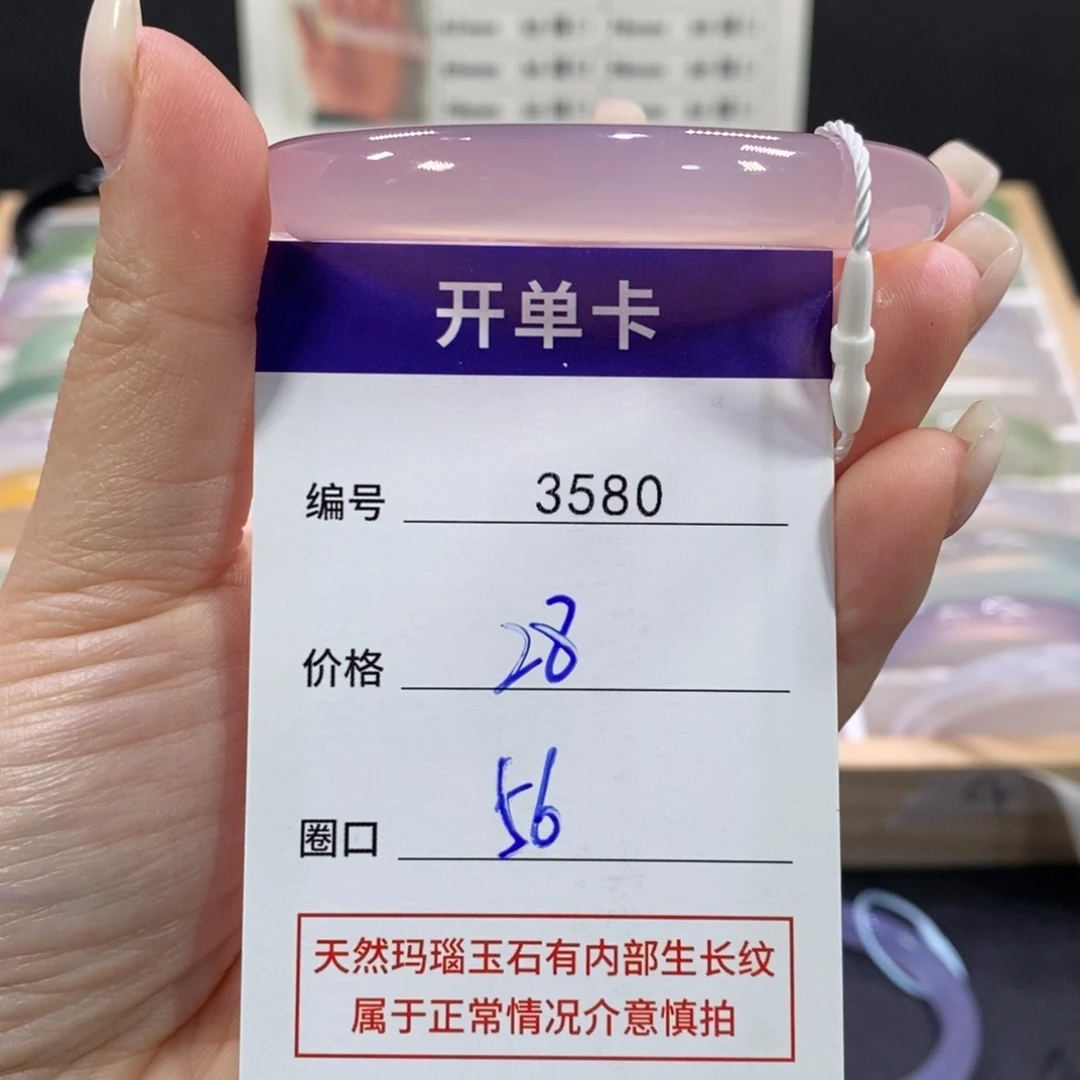 开单卡
编号 3580
价格 28
圈口 56
天然玛瑙玉石有内部生长纹
属于正常情况介意慎拍